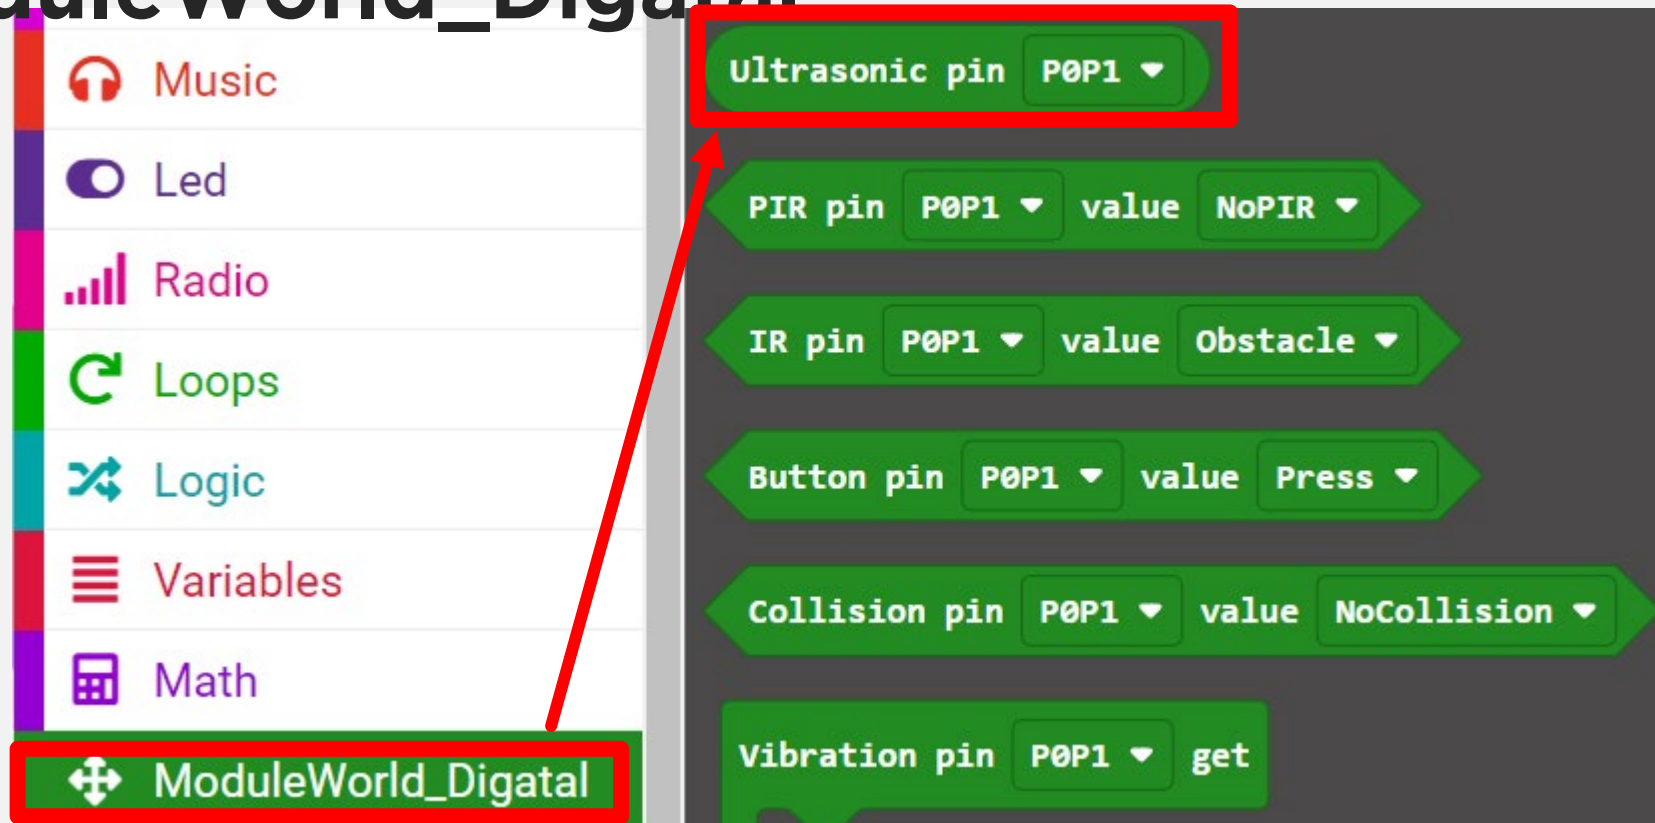 ModuleWorld_Digatal
Music
Led
Radio
Loops
Logic
Variables
Math
ModuleWorld_Digatal
Ultrasonic pin P0P1
PIR pin P0P1 value NoPIR
IR pin P0P1 value Obstacle
Button pin P0P1 value Press
Collision pin P0P1 value NoCollision
Vibration pin P0P1 get